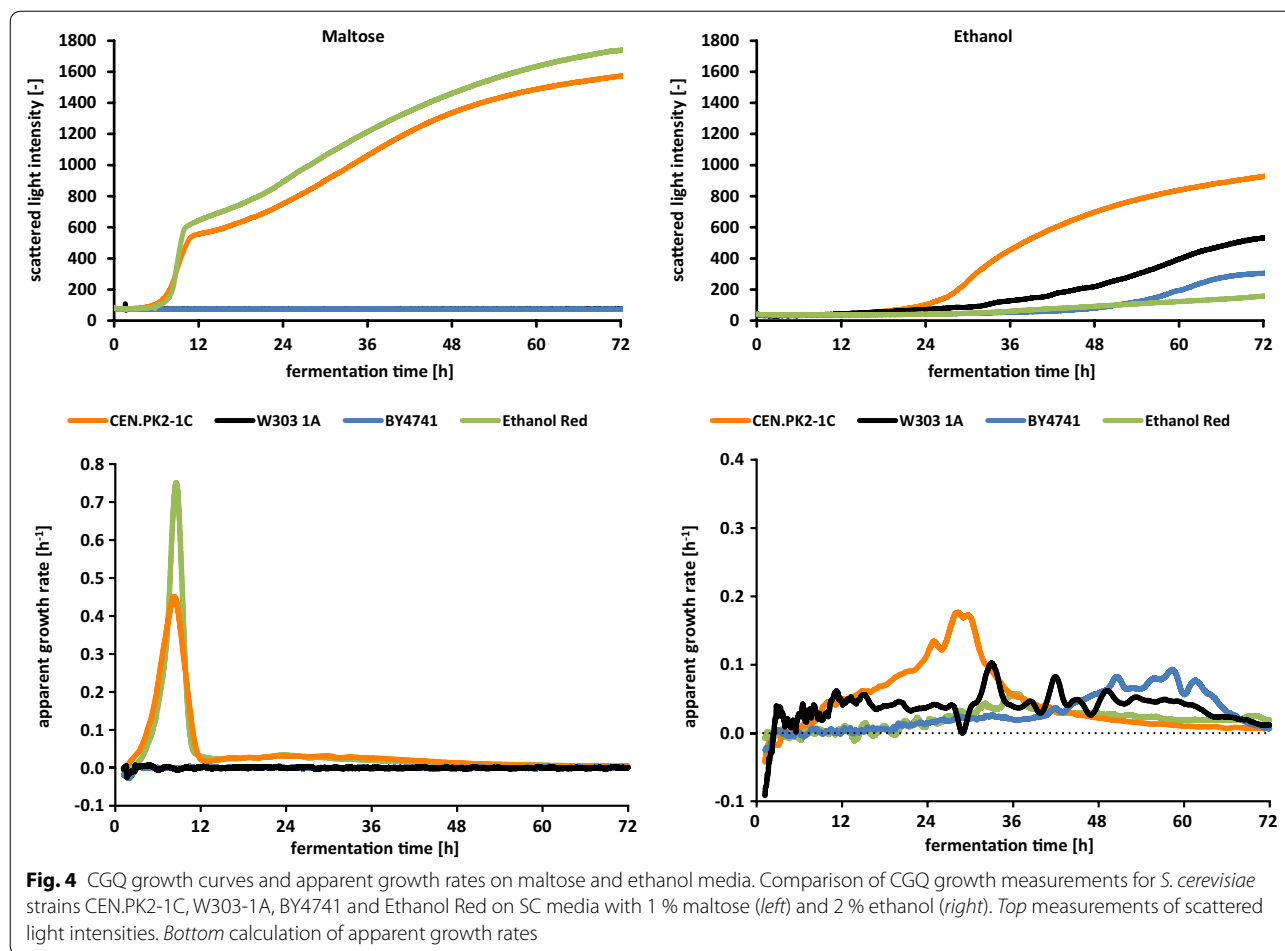 Maltose
1800
1600
1400
1200
1000
800
600
400
200
0
scattered light intensity [-]
0 12 24 36 48 60 72
fermentation time [h]
Ethanol
1800
1600
1400
1200
1000
800
600
400
200
0
scattered light intensity [-]
0 12 24 36 48 60 72
fermentation time [h]
CEN.PK2-1C W303 1A BY4741 Ethanol Red
CEN.PK2-1C W303 1A BY4741 Ethanol Red
0.8
0.7
0.6
0.5
0.4
0.3
0.2
0.1
0.0
-0.1
apparent growth rate [h-1]
0 12 24 36 48 60 72
fermentation time [h]
0.4
0.3
0.2
0.1
0.0
-0.1
apparent growth rate [h-1]
0 12 24 36 48 60 72
fermentation time [h]
Fig. 4 CGQ growth curves and apparent growth rates on maltose and ethanol media. Comparison of CGQ growth measurements for S. cerevisiae
strains CEN.PK2-1C, W303-1A, BY4741 and Ethanol Red on SC media with 1 % maltose (left) and 2 % ethanol (right). Top measurements of scattered
light intensities. Bottom calculation of apparent growth rates